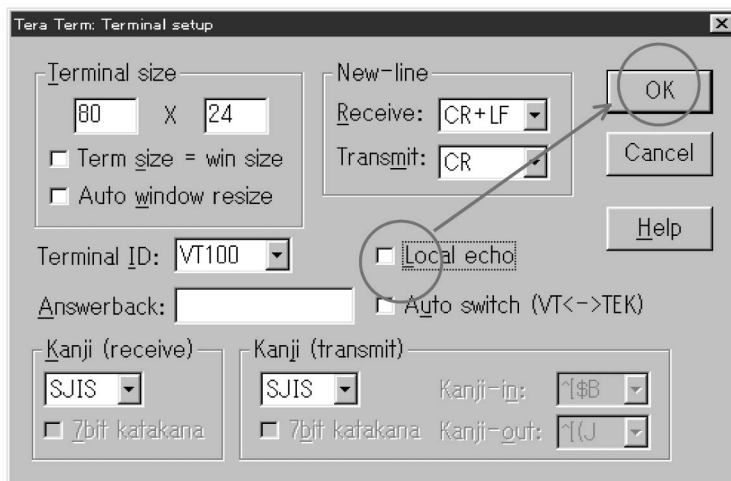 Tera Term: Terminal setup
Terminal size
80 X 24
Term size = win size
Auto window resize
New-line
Receive: CR+LF
Transmit: CR
OK
Cancel
Help
Terminal ID: VT100
Local echo
Answerback:
Auto switch (VT<->TEK)
Kanji (receive)
SJIS
7bit katakana
Kanji (transmit)
SJIS
7bit katakana
Kanji-in: ^[$B
Kanji-out: ^[(J